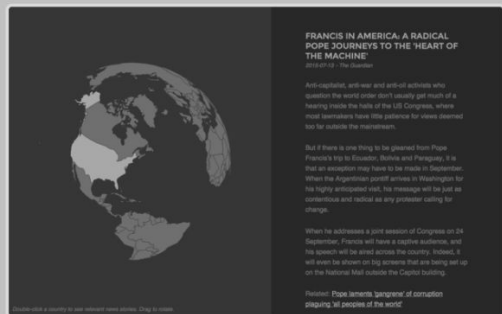 FRANCIS IN AMERICA: A RADICAL
POPE JOURNEYS TO THE 'HEART OF
THE MACHINE'
2015-07-19 - The Guardian
Anti-capitalist, anti-war and anti-oil activists who
question the world order don't usually get much of a
hearing inside the halls of the US Congress, where
most lawmakers have little patience for views deemed
too far outside the mainstream.
But if there is one thing to be gleaned from Pope
Francis's trip to Ecuador, Bolivia and Paraguay, it is
that an exception may have to be made in September.
When the Argentinian pontiff arrives in Washington for
his highly anticipated visit, his message will be just as
contentious and radical as any protester calling for
change.
When he addresses a joint session of Congress on 24
September, Francis will have a captive audience, and
his speech will be aired across the country. Indeed, it
will even be shown on big screens that are being set up
on the National Mall outside the Capitol building.
Related: Pope laments 'gangrene' of corruption
plaguing 'all peoples of the world'
Double-click a country to see relevant news stories. Drag to rotate